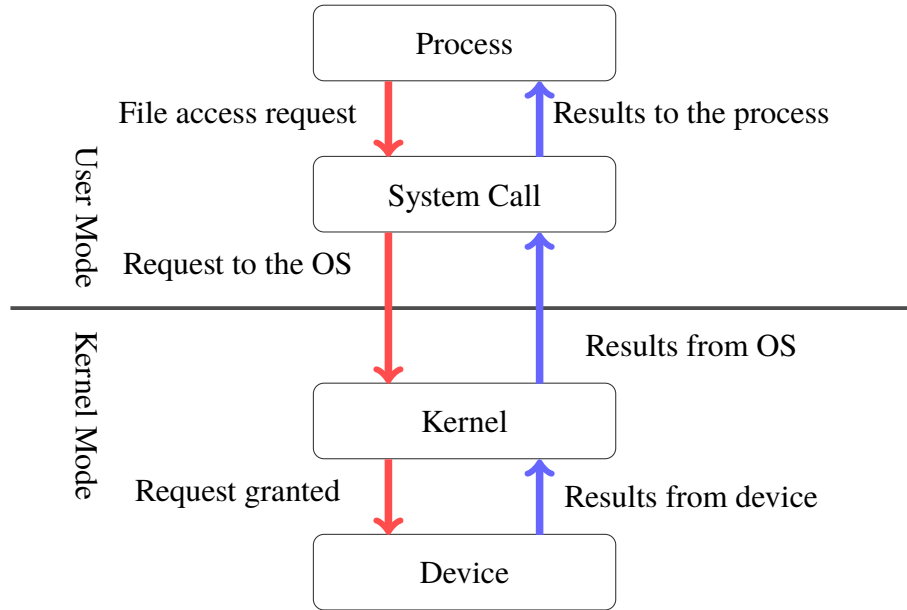 Process
File access request
Results to the process
System Call
User Mode
Request to the OS
Kernel Mode
Results from OS
Kernel
Request granted
Results from device
Device